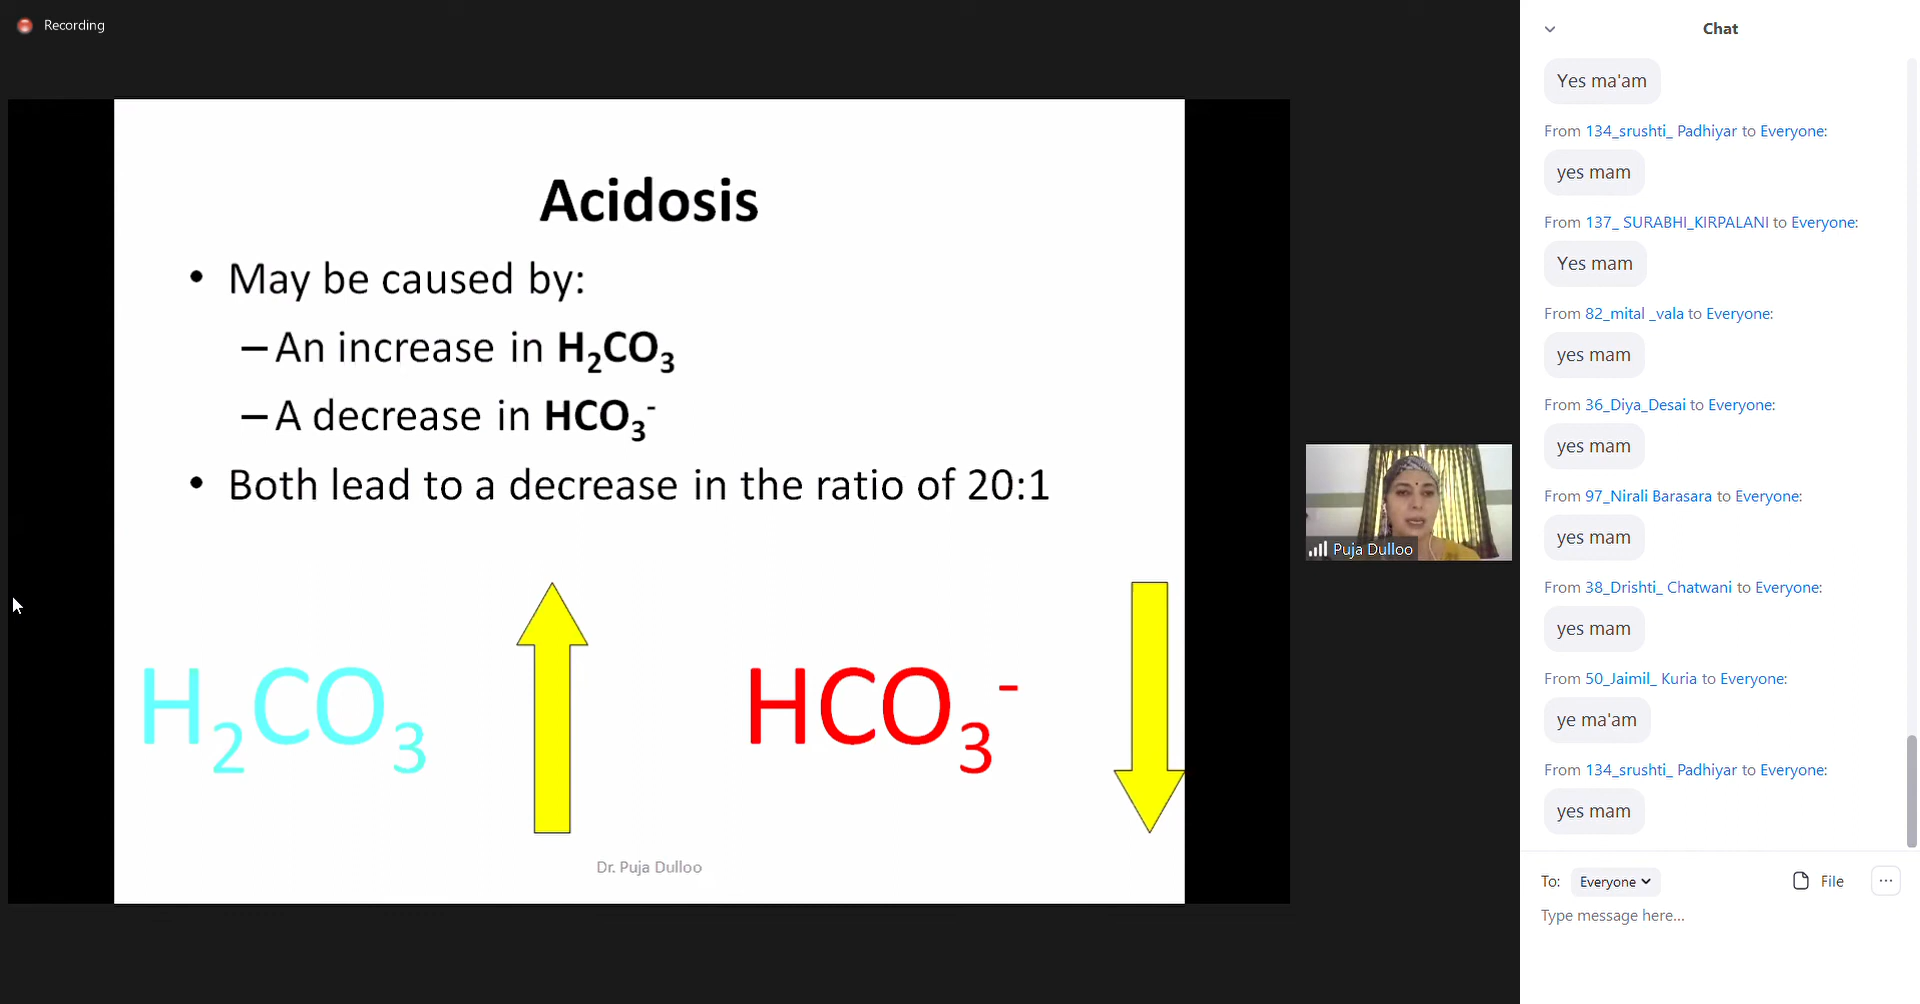 Recording
Acidosis
• May be caused by:
–An increase in H₂CO₃
–A decrease in HCO₃⁻
• Both lead to a decrease in the ratio of 20:1
H₂CO₃
HCO₃⁻
Dr. Puja Dulloo
Puja Dulloo
Chat
Yes ma'am
From 134_srushti_ Padhiyar to Everyone:
yes mam
From 137_ SURABHI_KIRPALANI to Everyone:
Yes mam
From 82_mital _vala to Everyone:
yes mam
From 36_Diya_Desai to Everyone:
yes mam
From 97_Nirali Barasara to Everyone:
yes mam
From 38_Drishti_ Chatwani to Everyone:
yes mam
From 50_Jaimil_ Kuria to Everyone:
ye ma'am
From 134_srushti_ Padhiyar to Everyone:
yes mam
To: Everyone File ...
Type message here...